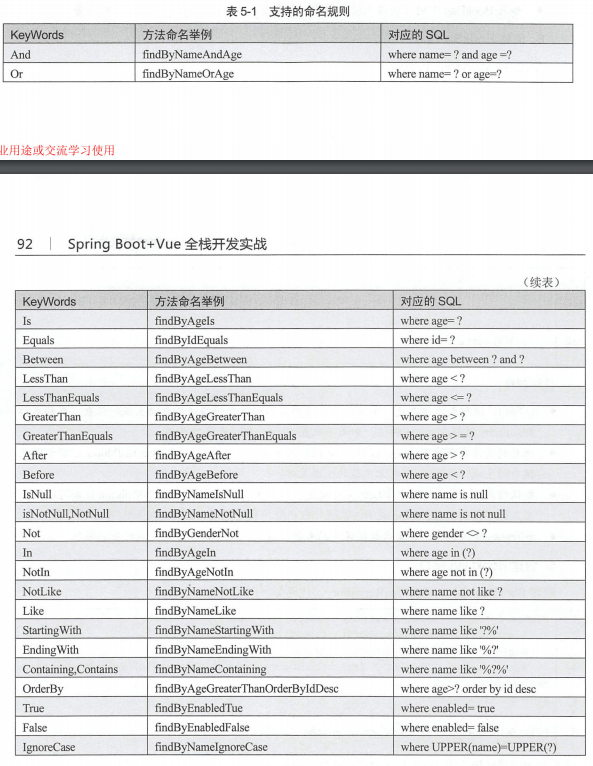 表 5-1 支持的命名规则
KeyWords 方法命名举例 对应的 SQL
And findByNameAndAge where name= ? and age =?
Or findByNameOrAge where name= ? or age=?
业用途或交流学习使用
92 | Spring Boot+Vue 全栈开发实战
（续表）
KeyWords 方法命名举例 对应的 SQL
Is findByAgeIs where age= ?
Equals findByIdEquals where id= ?
Between findByAgeBetween where age between ? and ?
LessThan findByAgeLessThan where age < ?
LessThanEquals findByAgeLessThanEquals where age <= ?
GreaterThan findByAgeGreaterThan where age > ?
GreaterThanEquals findByAgeGreaterThanEquals where age > = ?
After findByAgeAfter where age > ?
Before findByAgeBefore where age < ?
IsNull findByNameIsNull where name is null
isNotNull,NotNull findByNameNotNull where name is not null
Not findByGenderNot where gender <> ?
In findByAgeIn where age in (?)
NotIn findByAgeNotIn where age not in (?)
NotLike findByNameNotLike where name not like ?
Like findByNameLike where name like ?
StartingWith findByNameStartingWith where name like '?%'
EndingWith findByNameEndingWith where name like '%?'
Containing,Contains findByNameContaining where name like '%?%'
OrderBy findByAgeGreaterThanOrderByIdDesc where age>? order by id desc
True findByEnabledTue where enabled= true
False findByEnabledFalse where enabled= false
IgnoreCase findByNameIgnoreCase where UPPER(name)=UPPER(?)